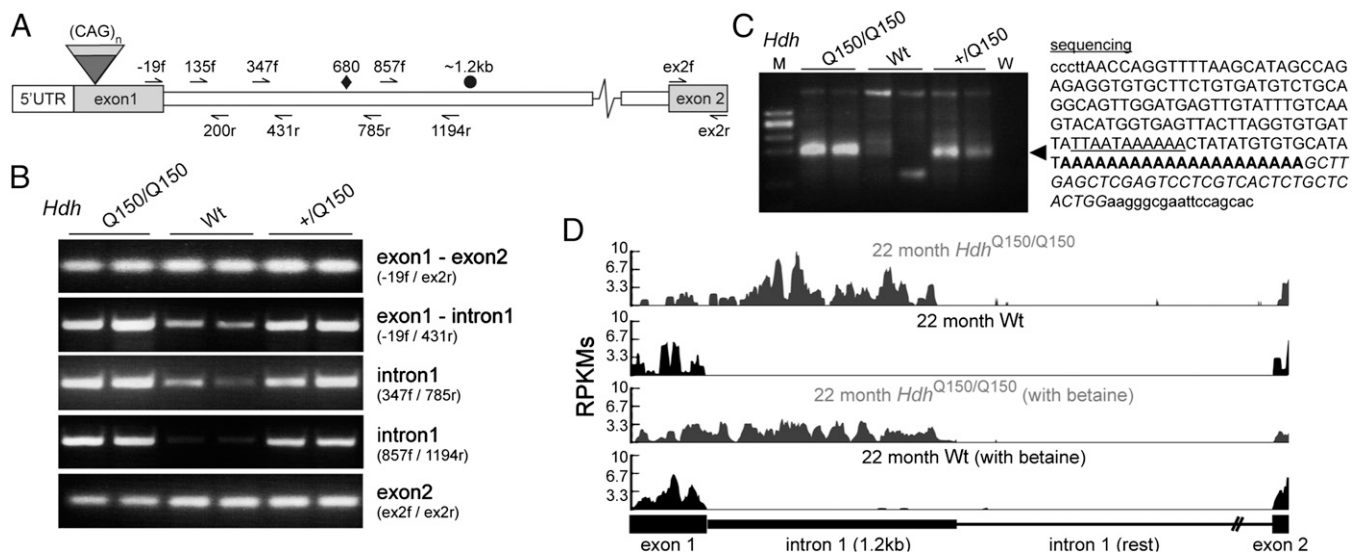 A
(CAG)n
-19f 135f 347f 680 857f ~1.2kb ex2f
5'UTR exon1 exon 2
200r 431r 785r 1194r ex2r
B
Hdh Q150/Q150 Wt +/Q150
exon1 - exon2
(-19f / ex2r)
exon1 - intron1
(-19f / 431r)
intron1
(347f / 785r)
intron1
(857f / 1194r)
exon2
(ex2f / ex2r)
C
Hdh Q150/Q150 Wt +/Q150
M W
sequencing
cccttAACCAGGTTTTAAGCATAGCCAG
AGAGGTGTGCTTCTGTGATGTCTGCA
GGCAGTTGGATGAGTTGTATTTGTCAA
GTACATGGTGAGTTACTTAGGTGTGAT
TATTAATAAAAAACTATATGTGTGCATA
TAAAAAAAAAAAAAAAAAAAAAGCTT
GAGCTCGAGTCCTCGTCACTCTGCTC
ACTGGaagggcgaattccagcac
D
RPKMs
10
6.7
3.3
22 month HdhQ150/Q150
10
6.7
3.3
22 month Wt
10
6.7
3.3
22 month HdhQ150/Q150 (with betaine)
10
6.7
3.3
22 month Wt (with betaine)
exon 1 intron 1 (1.2kb) intron 1 (rest) exon 2